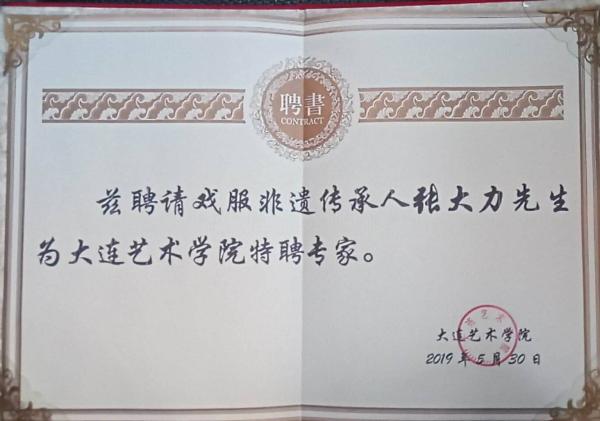 聘書
CONTRACT
兹聘请戏服非遗传承人张大力先生
为大连艺术学院特聘专家。
大连艺术学院
2019年5月30日